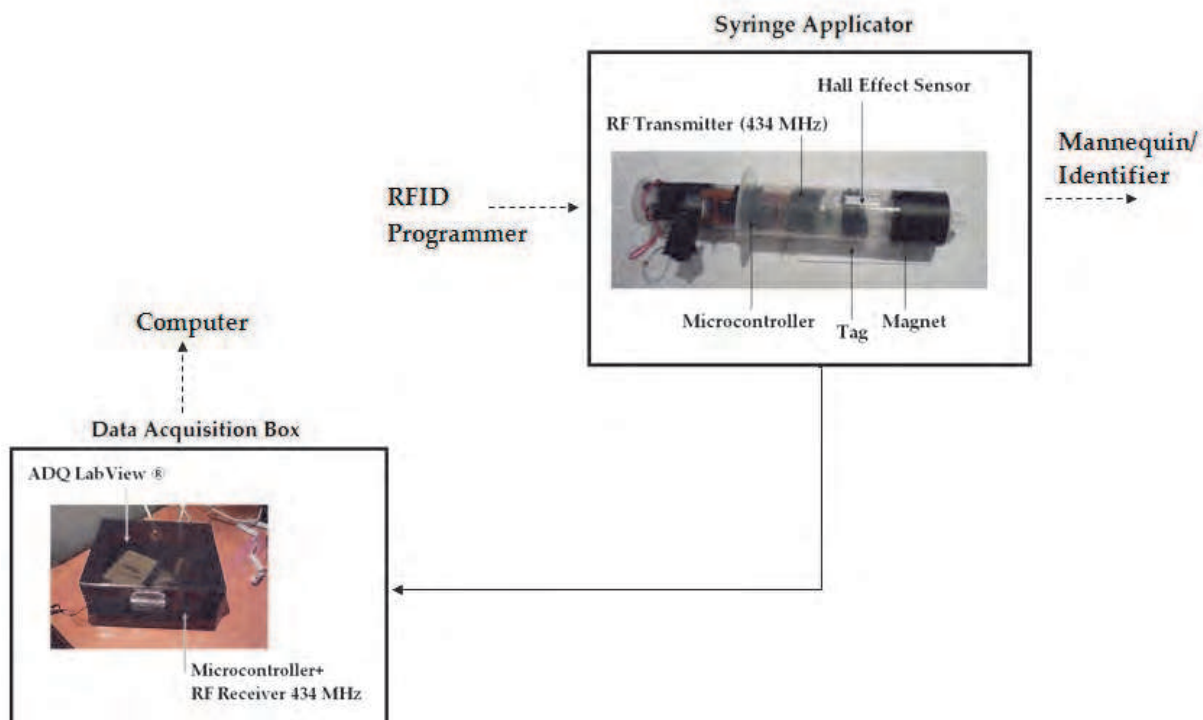 Syringe Applicator
Hall Effect Sensor
RF Transmitter (434 MHz)
Mannequin/
Identifier
RFID
Programmer
Microcontroller
Tag
Magnet
Computer
Data Acquisition Box
ADQ LabView ®
Microcontroller+
RF Receiver 434 MHz